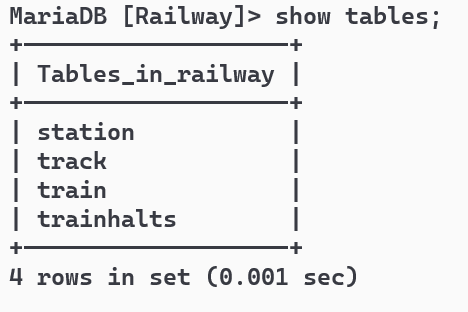 MariaDB [Railway]> show tables;
+-------------------+
| Tables_in_railway |
+-------------------+
| station           |
| track             |
| train             |
| trainhalts        |
+-------------------+
4 rows in set (0.001 sec)